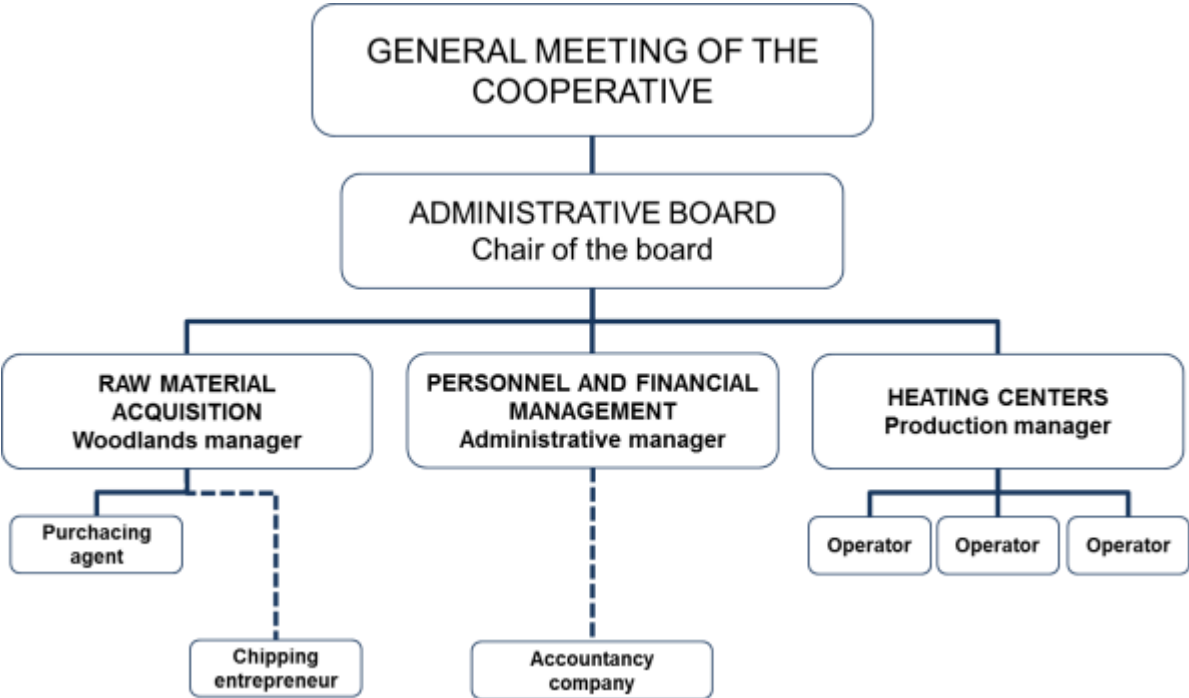 GENERAL MEETING OF THE
COOPERATIVE
ADMINISTRATIVE BOARD
Chair of the board
RAW MATERIAL
ACQUISITION
Woodlands manager
PERSONNEL AND FINANCIAL
MANAGEMENT
Administrative manager
HEATING CENTERS
Production manager
Purchacing
agent
Operator
Operator
Operator
Chipping
entrepreneur
Accountancy
company